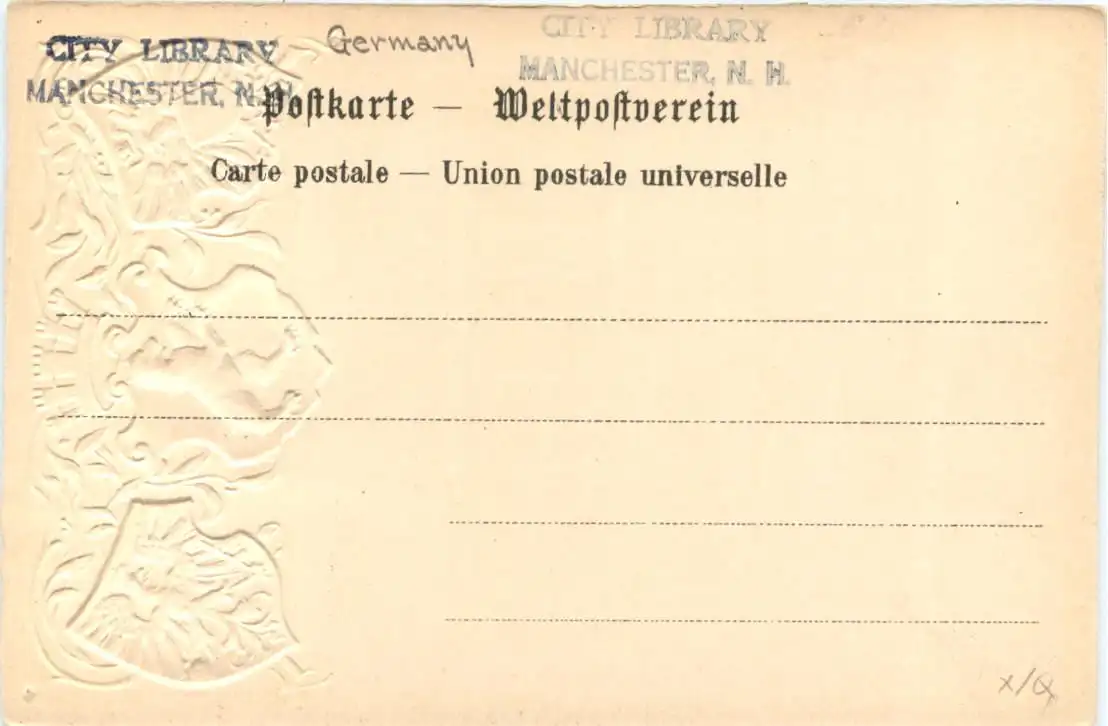 CITY LIBRARY
MANCHESTER, N. H.
Germany
CITY LIBRARY
MANCHESTER, N. H.
Poſtkarte — Weltpoſtverein
Carte postale — Union postale universelle
x/Q